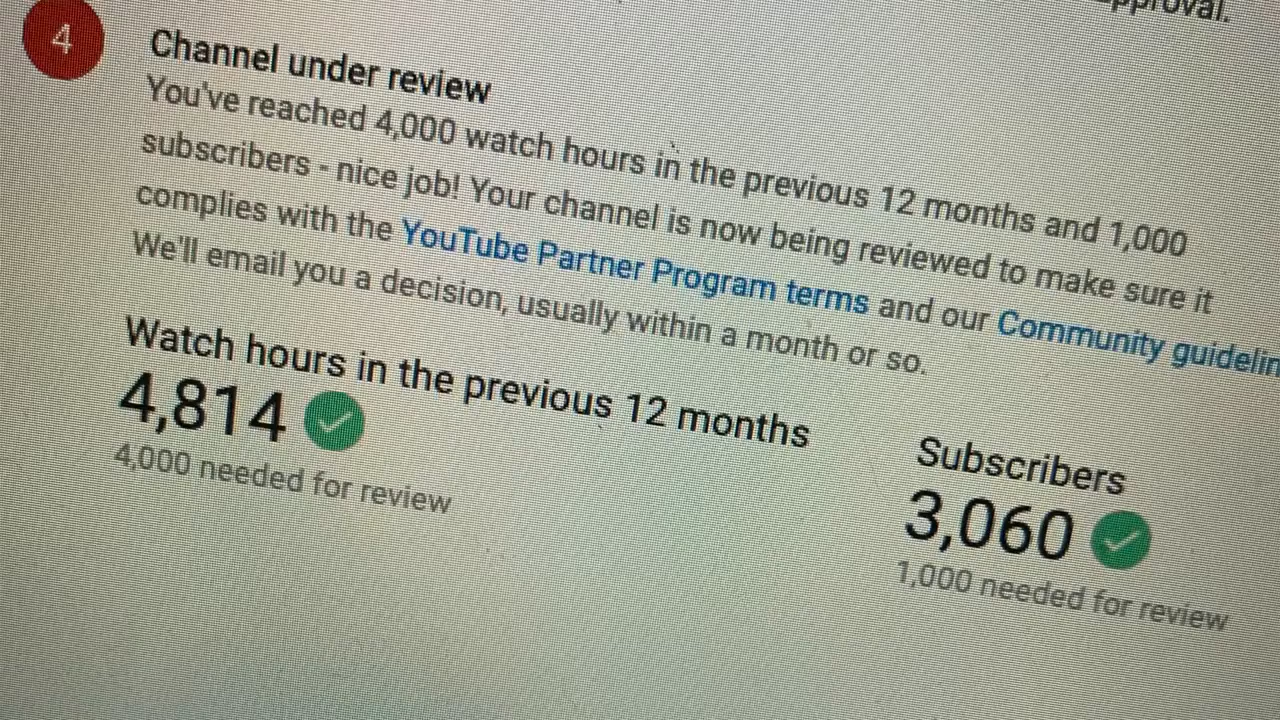 approval.
4
Channel under review
You've reached 4,000 watch hours in the previous 12 months and 1,000
subscribers - nice job! Your channel is now being reviewed to make sure it
complies with the YouTube Partner Program terms and our Community
We'll email you a decision, usually within a month or so.
Watch hours in the previous 12 months
4,814
4,000 needed for review
Subscribers
3,060
1,000 needed for review